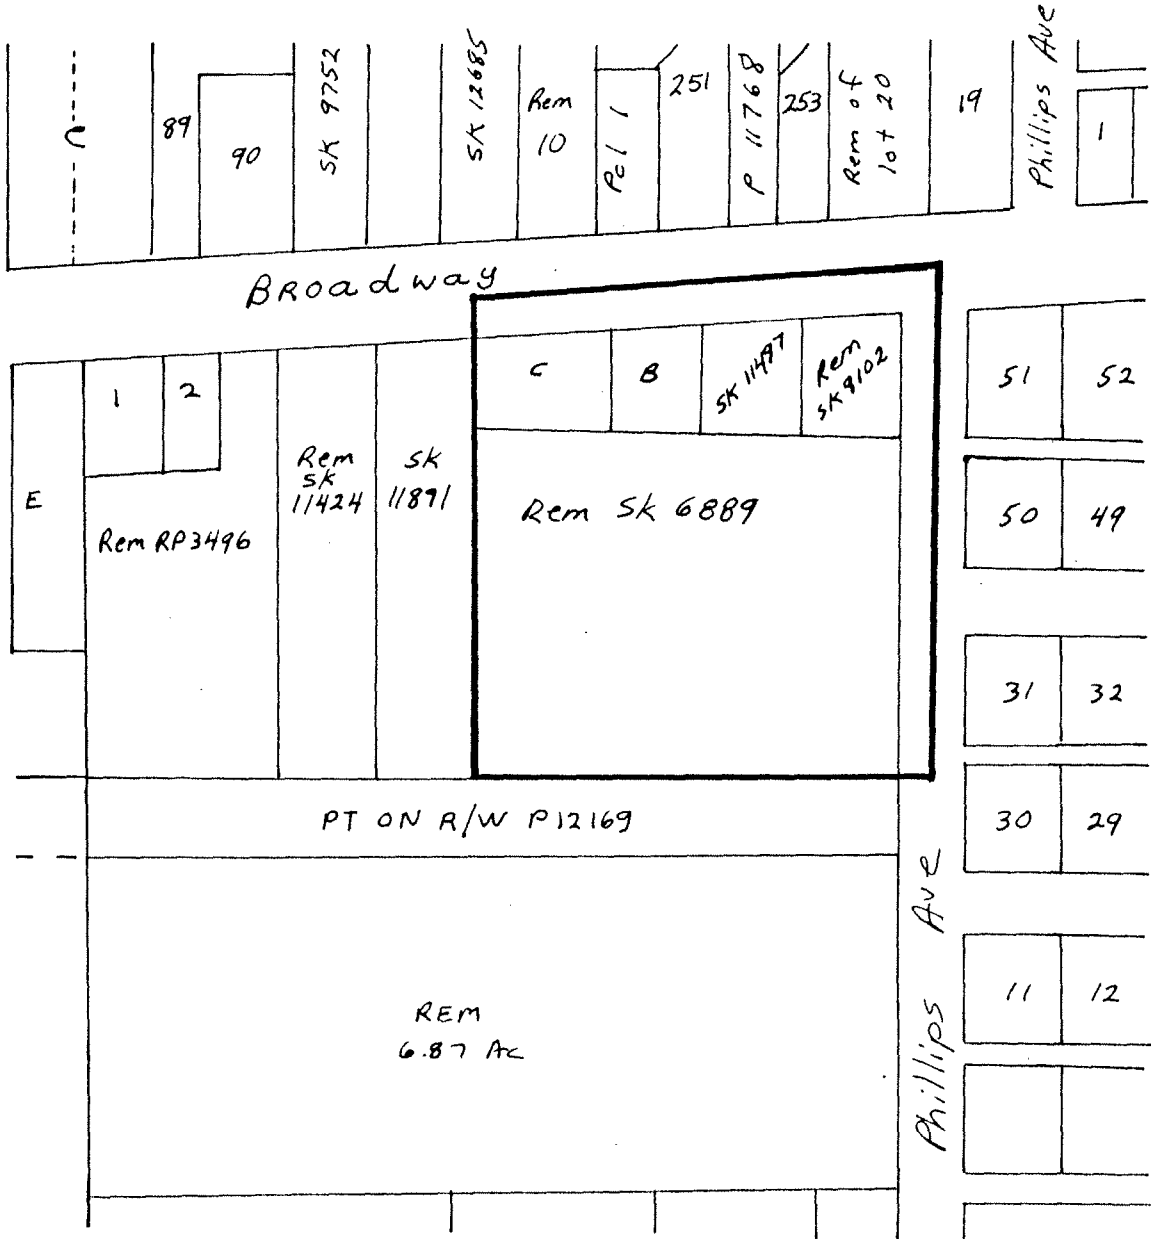 89
90
SK 9752
SK 12685
Rem
10
Pcl 1
251
P 11768
253
Rem of
lot 20
19
Phillips Ave
1
Broadway
E
1
2
Rem RP3496
Rem
SK
11424
SK
11891
C
B
SK 11497
Rem
SK 8102
Rem SK 6889
51
52
50
49
31
32
PT ON R/W P12169
30
29
REM
6.87 Ac
Phillips Ave
11
12